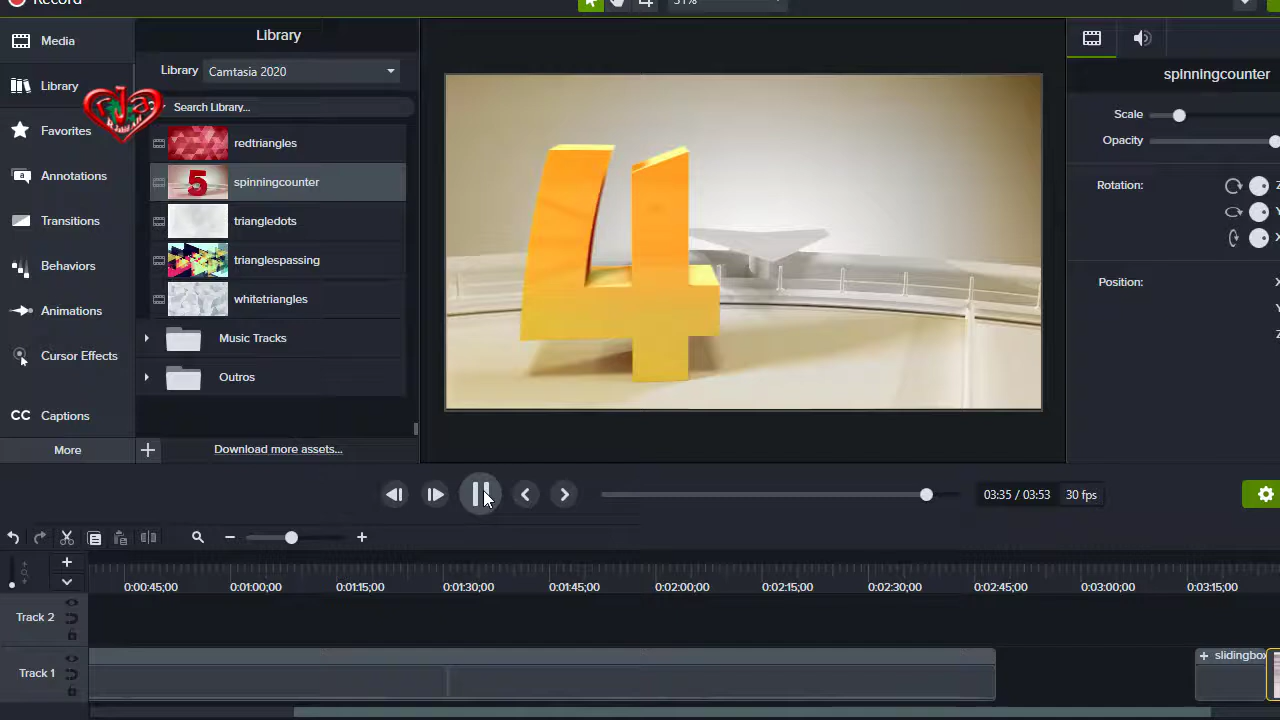 Record
51%
Media
Library
Favorites
Annotations
Transitions
Behaviors
Animations
Cursor Effects
CC Captions
More
Library
Library Camtasia 2020
Search Library...
redtriangles
5 spinningcounter
triangledots
trianglespassing
whitetriangles
Music Tracks
Outros
+ Download more assets...
4
spinningcounter
Scale
Opacity
Rotation:
Z
Y
X
Position:
X
Y
Z
03:35 / 03:53 30 fps
0:00:45;00 0:01:00;00 0:01:15;00 0:01:30;00 0:01:45;00 0:02:00;00 0:02:15;00 0:02:30;00 0:02:45;00 0:03:00;00 0:03:15;00
Track 2
Track 1
+ slidingbox